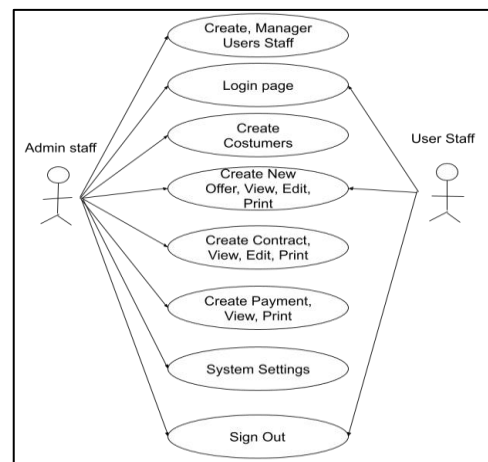 Create, Manager
Users Staff
Login page
Create
Costumers
Admin staff
User Staff
Create New
Offer, View, Edit,
Print
Create Contract,
View, Edit, Print
Create Payment,
View, Print
System Settings
Sign Out